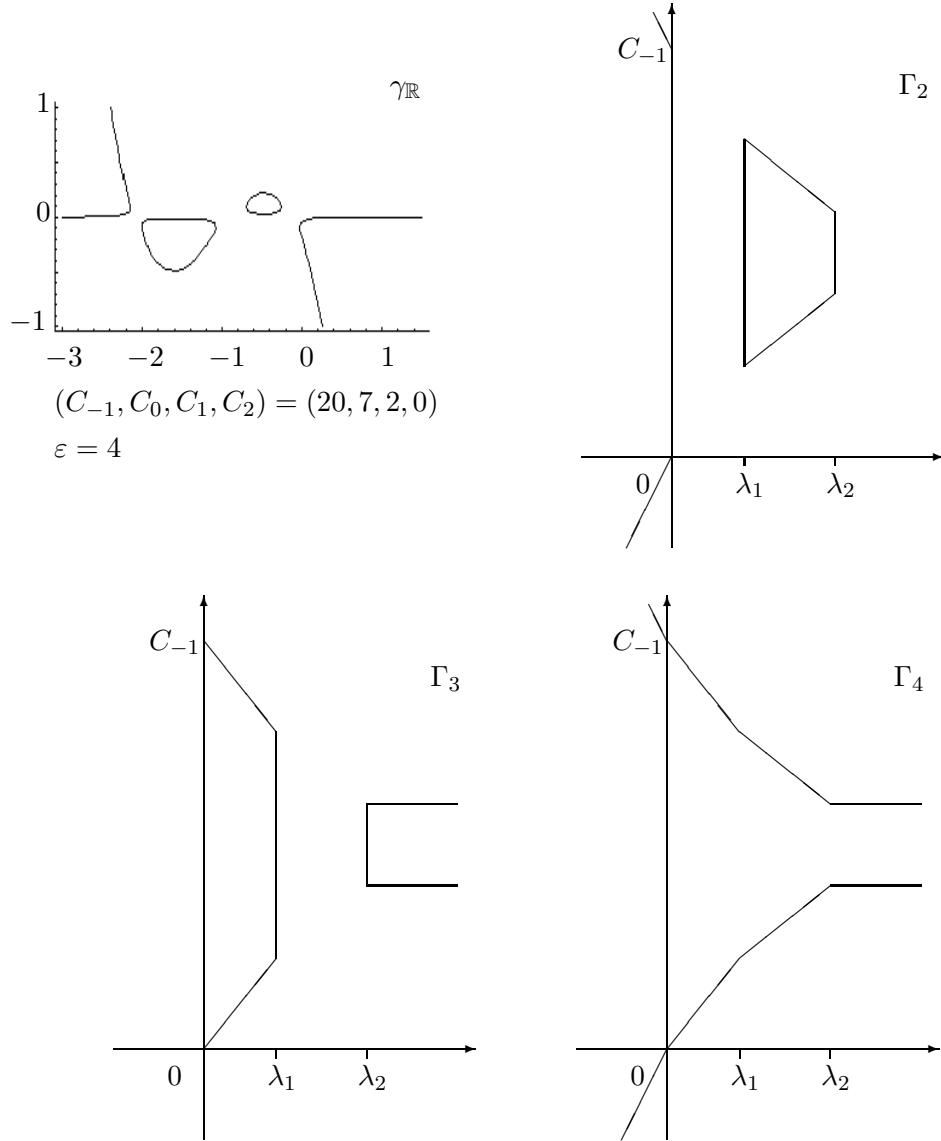 γℝ
1
0
−1
−3 −2 −1 0 1
(C₋₁, C₀, C₁, C₂) = (20, 7, 2, 0)
ε = 4
C₋₁
Γ₂
0 λ₁ λ₂
C₋₁
Γ₃
0 λ₁ λ₂
C₋₁
Γ₄
0 λ₁ λ₂